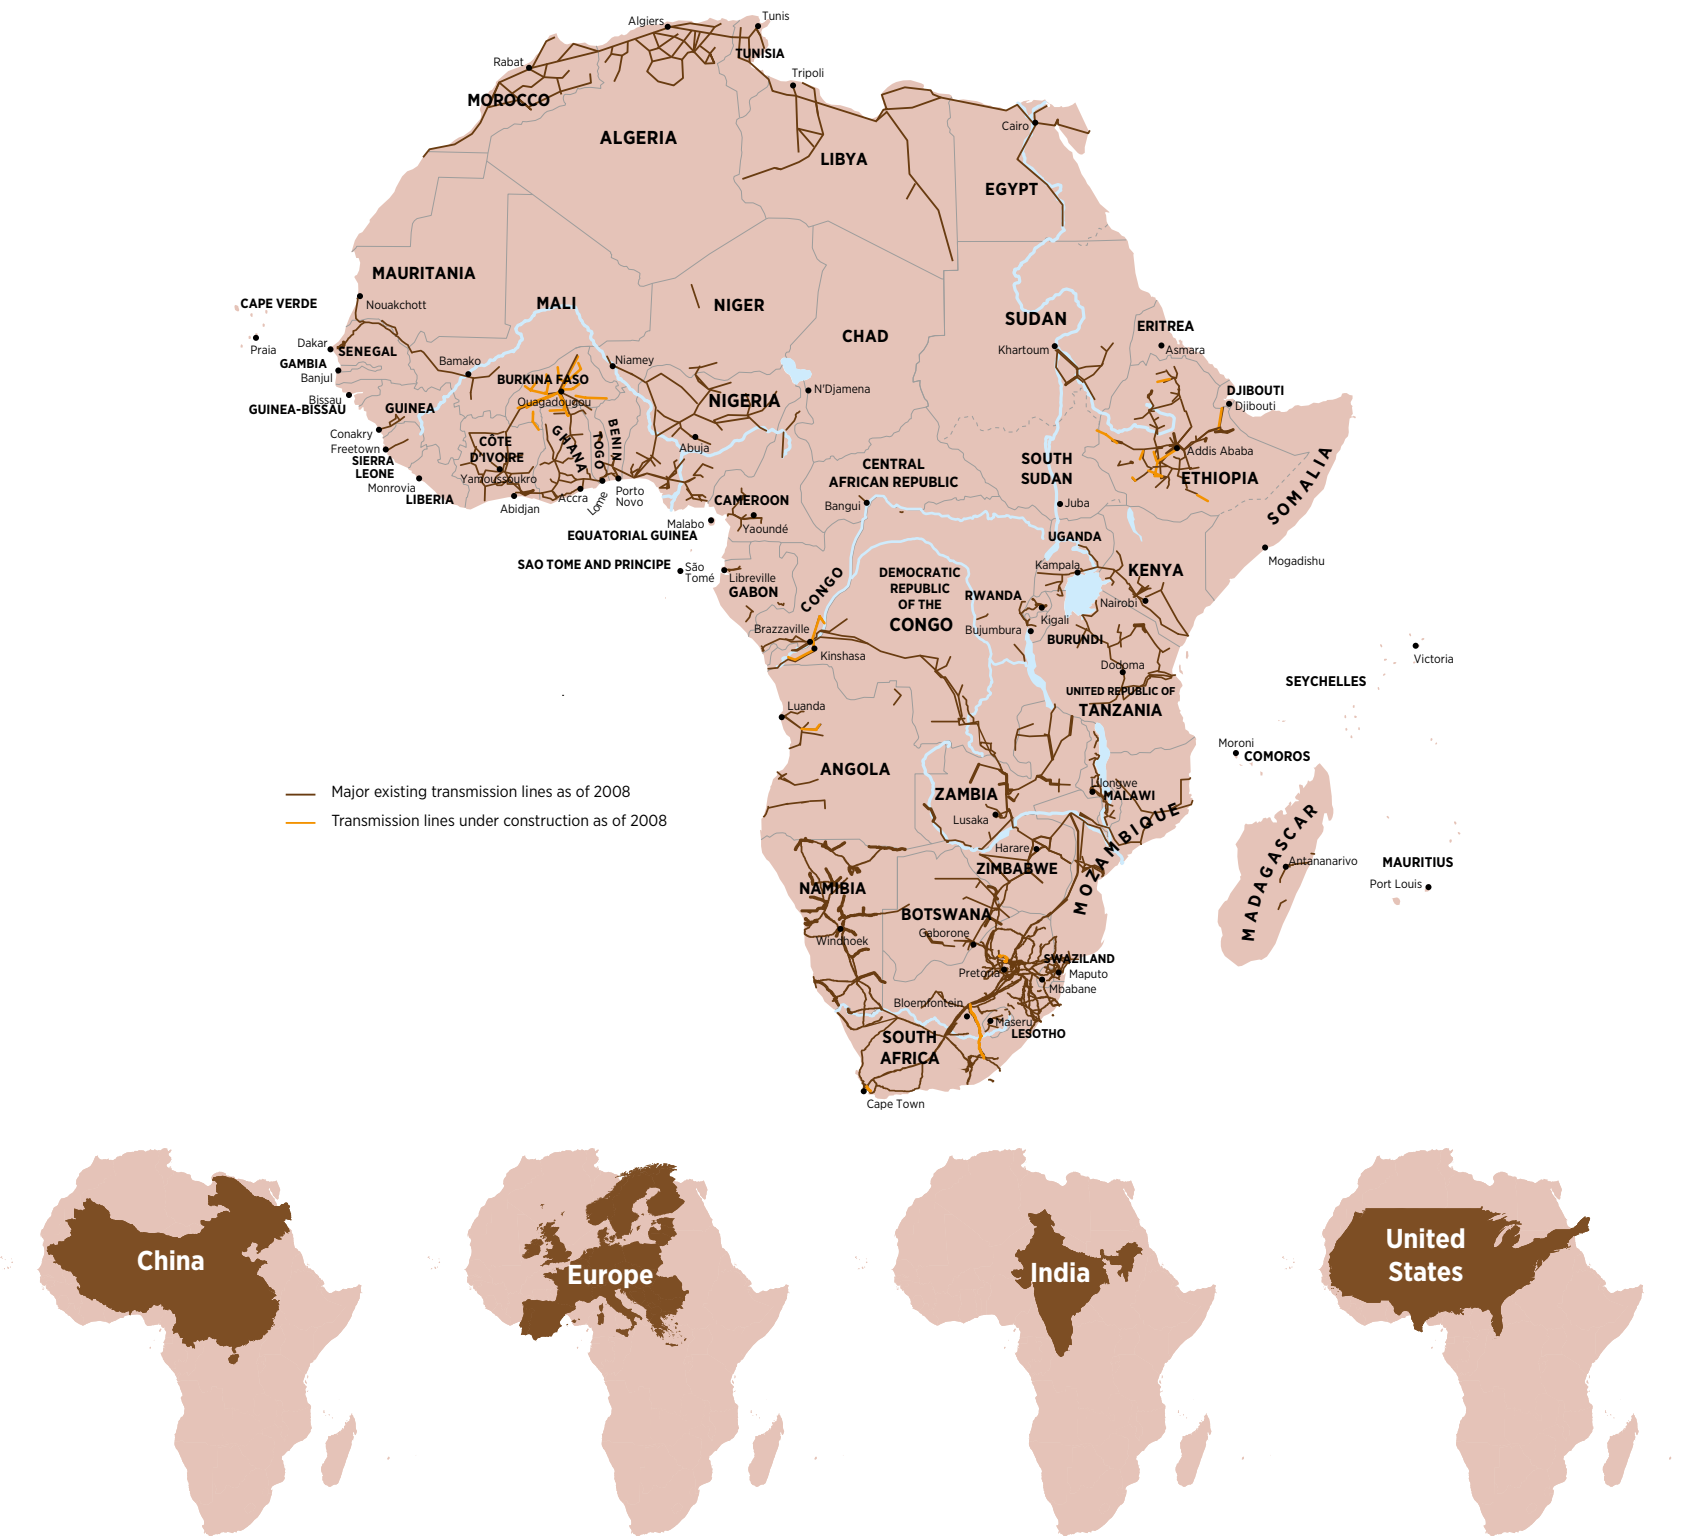 Algiers
Tunis
TUNISIA
Rabat
Tripoli
MOROCCO
Cairo
ALGERIA
LIBYA
EGYPT
MAURITANIA
CAPE VERDE
Nouakchott
MALI
NIGER
SUDAN
ERITREA
CHAD
Praia
Dakar
SENEGAL
Khartoum
Asmara
GAMBIA
Banjul
Bamako
Niamey
BURKINA FASO
N'Djamena
DJIBOUTI
Bissau
GUINEA-BISSAU
GUINEA
Ouagadougou
NIGERIA
Djibouti
Conakry
Freetown
CÔTE
D'IVOIRE
GHANA
TOGO
BENIN
Abuja
Addis Ababa
SIERRA
LEONE
Yamoussoukro
CENTRAL
AFRICAN REPUBLIC
SOUTH
SUDAN
ETHIOPIA
SOMALIA
Monrovia
LIBERIA
Abidjan
Accra
Lome
Porto
Novo
CAMEROON
Bangui
Juba
Malabo
Yaoundé
EQUATORIAL GUINEA
UGANDA
Mogadishu
SAO TOME AND PRINCIPE
São
Tomé
Libreville
GABON
CONGO
DEMOCRATIC
REPUBLIC
OF THE
CONGO
Kampala
KENYA
RWANDA
Nairobi
Kigali
Brazzaville
Bujumbura
BURUNDI
Kinshasa
Dodoma
Victoria
SEYCHELLES
UNITED REPUBLIC OF
TANZANIA
Luanda
Moroni
COMOROS
ANGOLA
Lilongwe
MALAWI
ZAMBIA
Lusaka
MOZAMBIQUE
Major existing transmission lines as of 2008
Transmission lines under construction as of 2008
Harare
ZIMBABWE
MADAGASCAR
Antananarivo
MAURITIUS
Port Louis
NAMIBIA
BOTSWANA
Windhoek
Gaborone
SWAZILAND
Pretoria
Maputo
Mbabane
Bloemfontein
Maseru
LESOTHO
SOUTH
AFRICA
Cape Town
China
Europe
India
United
States